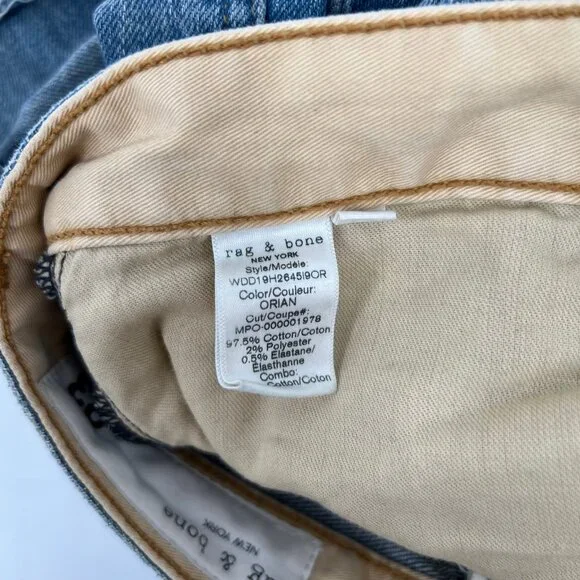 rag & bone
NEW YORK
Style/Modèle:
WDD19H2645I9OR
Color/Couleur:
ORIAN
Cut/Coupe#:
MPO-000001978
97.5% Cotton/Coton
2% Polyester
0.5% Elastane/
Elasthanne
Combo:
Cotton/Coton
rag & bone
NEW YORK